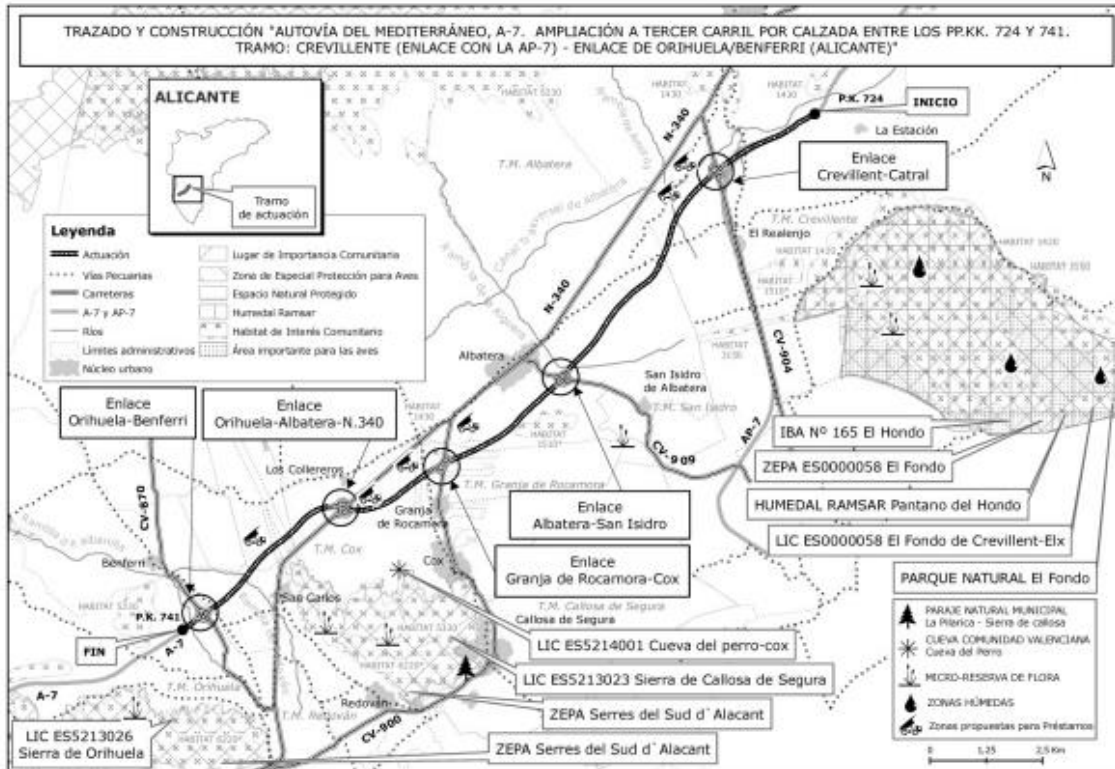 TRAZADO Y CONSTRUCCIÓN "AUTOVÍA DEL MEDITERRÁNEO, A-7. AMPLIACIÓN A TERCER CARRIL POR CALZADA ENTRE LOS PP.KK. 724 Y 741.
TRAMO: CREVILLENTE (ENLACE CON LA AP-7) - ENLACE DE ORIHUELA/BENFERRI (ALICANTE)"
ALICANTE
Tramo
de actuación
Leyenda
Actuación
Vías Pecuarias
Carreteras
A-7 y AP-7
Ríos
Límites administrativos
Núcleo urbano
Lugar de Importancia Comunitaria
Zona de Especial Protección para Aves
Espacio Natural Protegido
Humedal Ramsar
Habitat de Interés Comunitario
Área importante para las aves
HABITAT
1430
HABITAT
1430
P.K. 724
INICIO
La Estación
N-340
T.M. Albatera
Enlace
Crevillent-Catral
N
T.M. Crevillente
El Realenjo
HABITAT 1420
N-340
CV-904
Albatera
San Isidro
de Albatera
T.M. San Isidro
AP-7
CV-909
IBA Nº 165 El Hondo
ZEPA ES0000058 El Fondo
HUMEDAL RAMSAR Pantano del Hondo
LIC ES0000058 El Fondo de Crevillent-Elx
PARQUE NATURAL El Fondo
Enlace
Orihuela-Benferri
Enlace
Orihuela-Albatera-N.340
HABITAT
1430
Los Collereros
T.M. Granja de Rocamora
Granja
de Rocamora
Enlace
Albatera-San Isidro
Enlace
Granja de Rocamora-Cox
CV-870
Benferri
T.M. Cox
Cox
San Carlos
T.M. Callosa de Segura
Callosa de Segura
P.K. 741
FIN
A-7
A-7
LIC ES5214001 Cueva del perro-cox
LIC ES5213023 Sierra de Callosa de Segura
ZEPA Serres del Sud d`Alacant
ZEPA Serres del Sud d`Alacant
T.M. Orihuela
T.M. Redován
Redován
CV-900
LIC ES5213026
Sierra de Orihuela
PARAJE NATURAL MUNICIPAL
La Pilarica - Sierra de callosa
CUEVA COMUNIDAD VALENCIANA
Cueva del Perro
MICRO-RESERVA DE FLORA
ZONAS HÚMEDAS
Zonas propuestas para Préstamos
0 1,25 2,5 Km